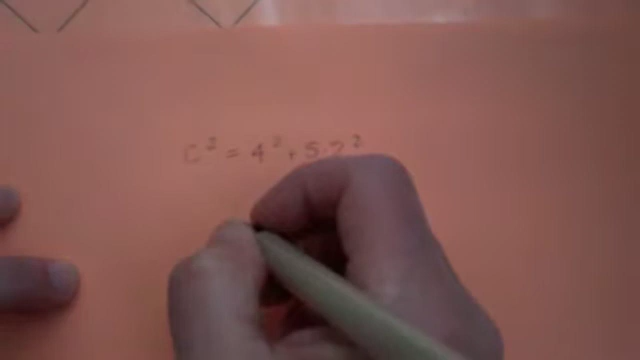 c² = 4² + 5.2²